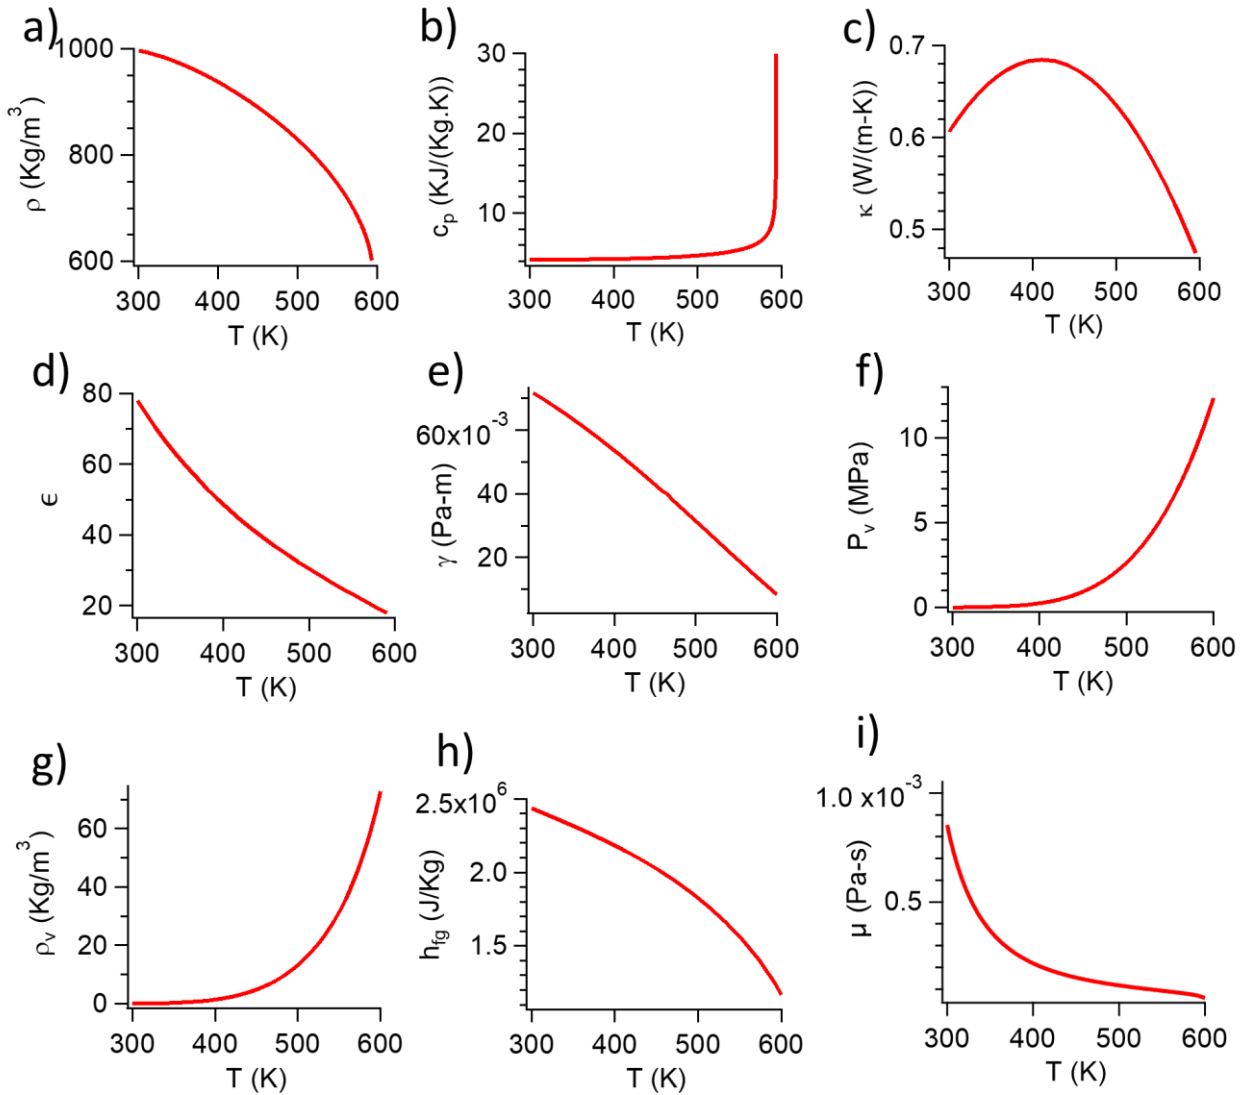 a)
ρ (Kg/m³)
1000
800
600
300 400 500 600
T (K)
b)
cₚ (KJ/(Kg.K))
30
20
10
300 400 500 600
T (K)
c)
κ (W/(m-K))
0.7
0.6
0.5
300 400 500 600
T (K)
d)
ϵ
80
60
40
20
300 400 500 600
T (K)
e)
γ (Pa-m)
60x10⁻³
40
20
300 400 500 600
T (K)
f)
Pᵥ (MPa)
10
5
0
300 400 500 600
T (K)
g)
ρᵥ (Kg/m³)
60
40
20
0
300 400 500 600
T (K)
h)
h_fg (J/Kg)
2.5x10⁶
2.0
1.5
300 400 500 600
T (K)
i)
μ (Pa-s)
1.0 x10⁻³
0.5
300 400 500 600
T (K)